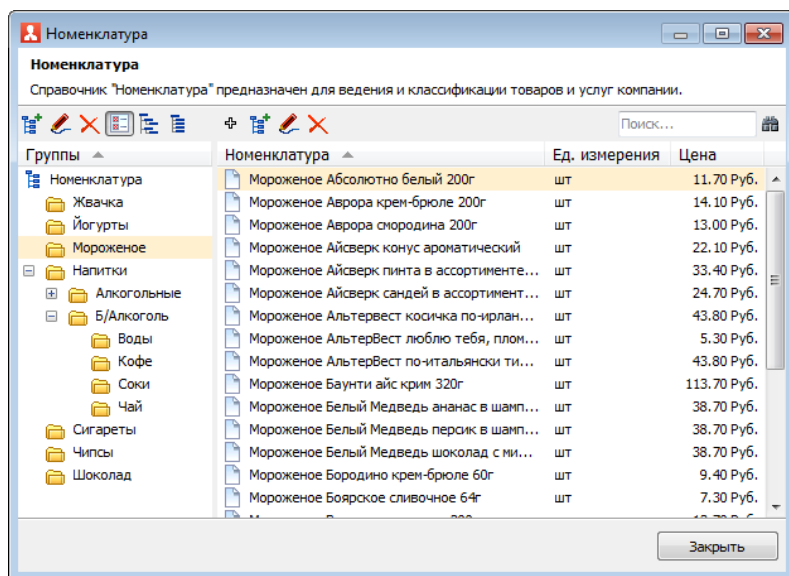 Номенклатура
Номенклатура
Справочник "Номенклатура" предназначен для ведения и классификации товаров и услуг компании.
Поиск...
Группы Номенклатура Ед. измерения Цена
Номенклатура Мороженое Абсолютно белый 200г шт 11.70 Руб.
Жвачка Мороженое Аврора крем-брюле 200г шт 14.10 Руб.
Йогурты Мороженое Аврора смородина 200г шт 13.00 Руб.
Мороженое Мороженое Айсверк конус ароматический шт 22.10 Руб.
Напитки Мороженое Айсверк пинта в ассортименте... шт 33.40 Руб.
Алкогольные Мороженое Айсверк сандей в ассортимент... шт 24.70 Руб.
Б/Алкоголь Мороженое Альтервест косичка по-ирлан... шт 43.80 Руб.
Воды Мороженое АльтерВест люблю тебя, плом... шт 5.30 Руб.
Кофе Мороженое АльтерВест по-итальянски ти... шт 43.80 Руб.
Соки Мороженое Баунти айс крим 320г шт 113.70 Руб.
Чай Мороженое Белый Медведь ананас в шамп... шт 38.70 Руб.
Сигареты Мороженое Белый Медведь персик в шамп... шт 38.70 Руб.
Чипсы Мороженое Белый Медведь шоколад с ми... шт 38.70 Руб.
Шоколад Мороженое Бородино крем-брюле 60г шт 9.40 Руб.
Мороженое Боярское сливочное 64г шт 7.30 Руб.
Закрыть